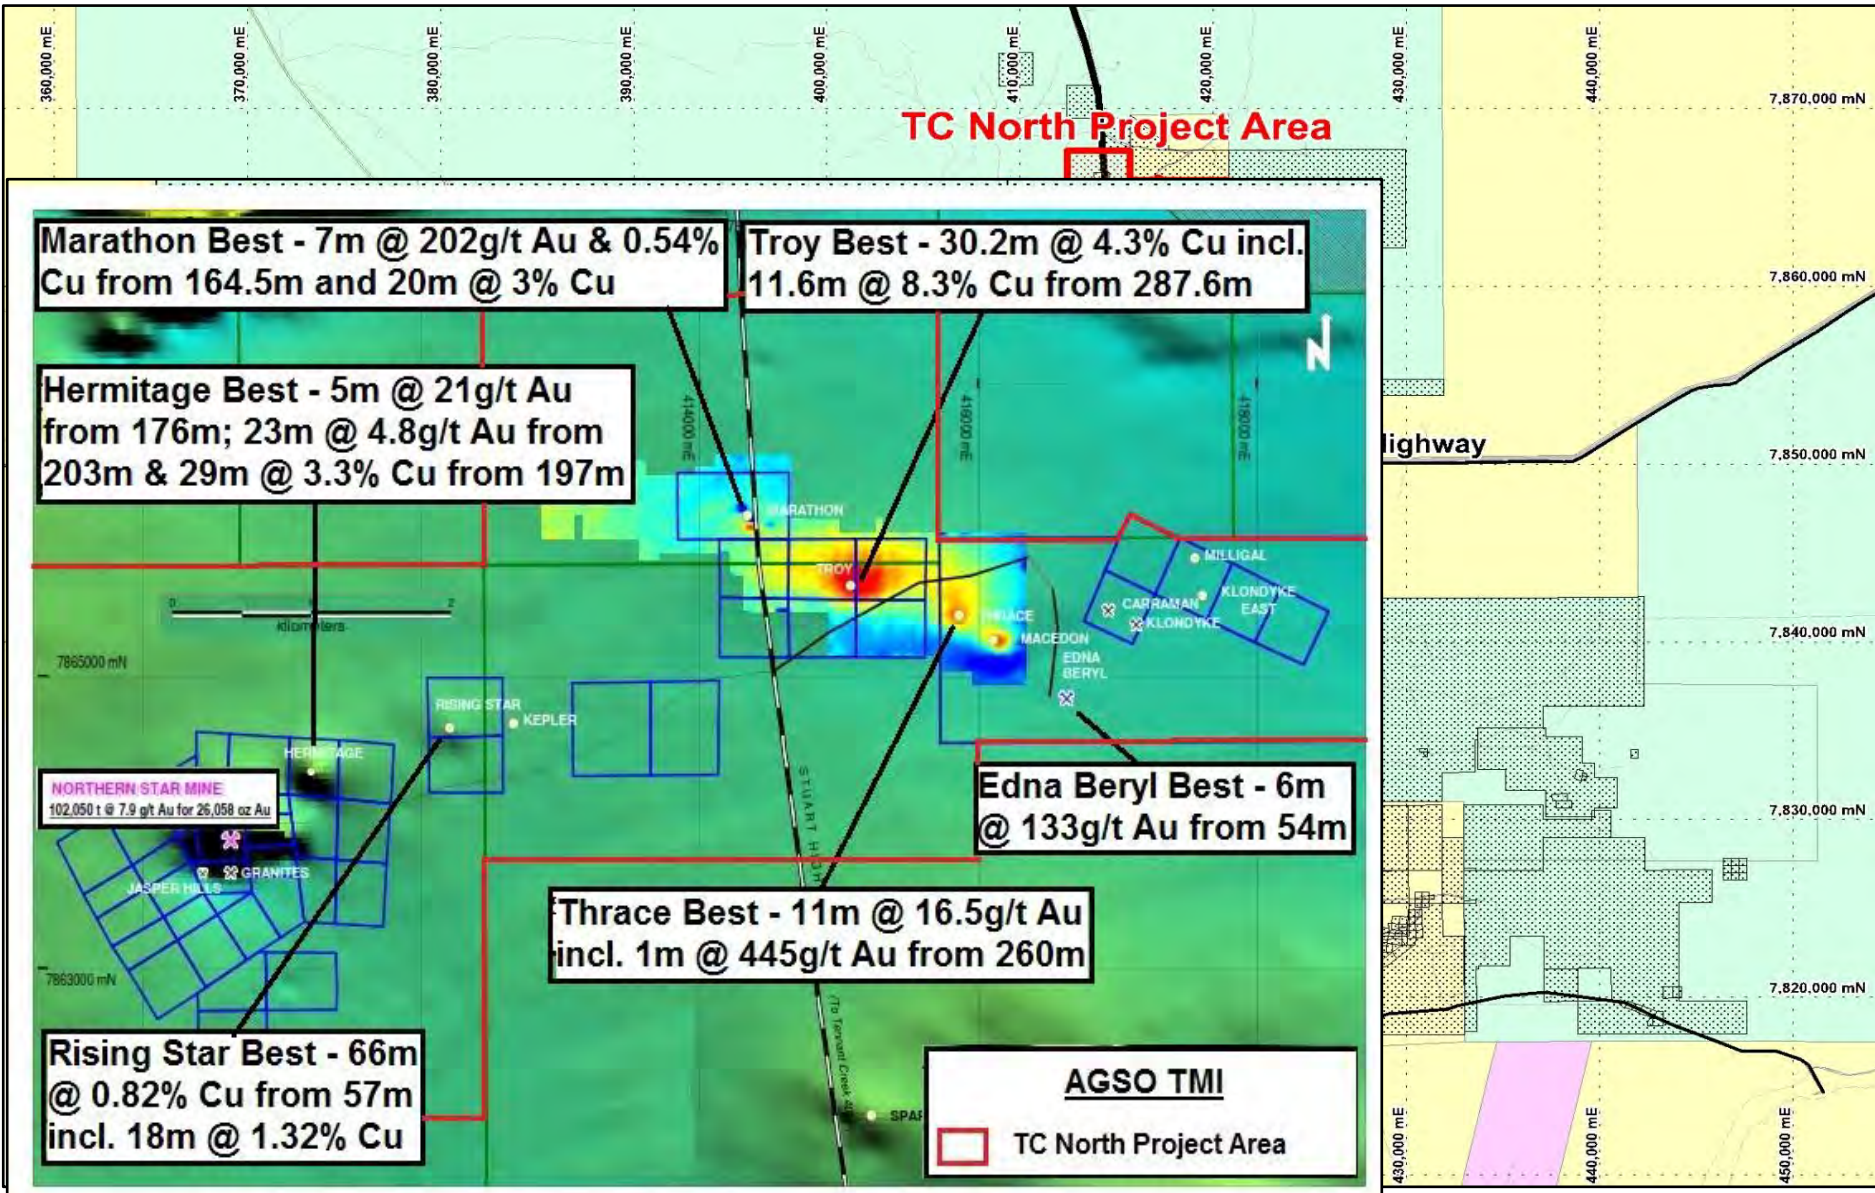 360,000 mE
370,000 mE
380,000 mE
390,000 mE
400,000 mE
410,000 mE
420,000 mE
430,000 mE
440,000 mE
7,870,000 mN
TC North Project Area
7,860,000 mN
Marathon Best - 7m @ 202g/t Au & 0.54%
Cu from 164.5m and 20m @ 3% Cu
Troy Best - 30.2m @ 4.3% Cu incl.
11.6m @ 8.3% Cu from 287.6m
N
Hermitage Best - 5m @ 21g/t Au
from 176m; 23m @ 4.8g/t Au from
203m & 29m @ 3.3% Cu from 197m
414000 mE
416000 mE
418000 mE
7,850,000 mN
MARATHON
TROY
MILLIGAL
KLONDYKE
EAST
CARRAMAN
KLONDYKE
MACEDON
EDNA
BERYL
7,840,000 mN
0
2
kilometers
7865000 mN
RISING STAR
KEPLER
HERMITAGE
NORTHERN STAR MINE
102,050 t @ 7.9 g/t Au for 26,058 oz Au
GRANITES
JASPER HILLS
STUART
Edna Beryl Best - 6m
@ 133g/t Au from 54m
7,830,000 mN
Thrace Best - 11m @ 16.5g/t Au
incl. 1m @ 445g/t Au from 260m
7863000 mN
(To Tennant Creek
7,820,000 mN
Rising Star Best - 66m
@ 0.82% Cu from 57m
incl. 18m @ 1.32% Cu
AGSO TMI
TC North Project Area
430,000 mE
440,000 mE
450,000 mE